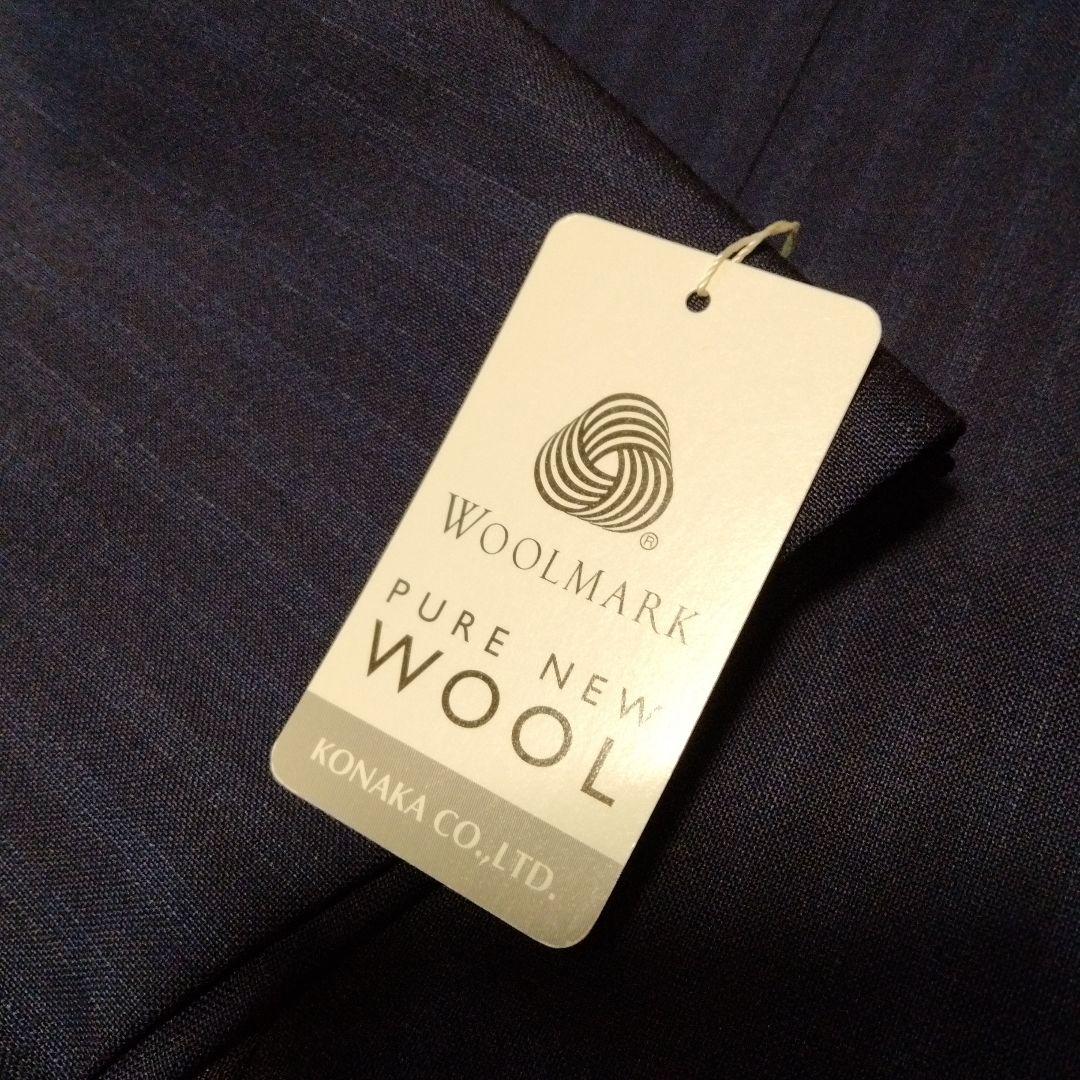 ®
WOOLMARK
PURE NEW
WOOL
KONAKA CO.,LTD.